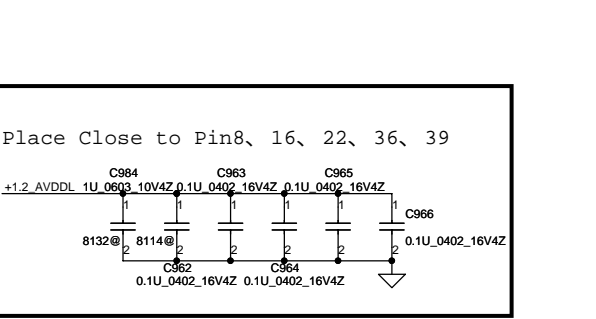 Place Close to Pin8、 16、 22、 36、 39
C984 C963 C965
+1.2_AVDDL 1U_0603_10V4Z 0.1U_0402_16V4Z 0.1U_0402_16V4Z
1 1 1 1 1 1
C966
8132@ 8114@ 0.1U_0402_16V4Z
2 2 2 2 2 2
C962 C964
0.1U_0402_16V4Z 0.1U_0402_16V4Z